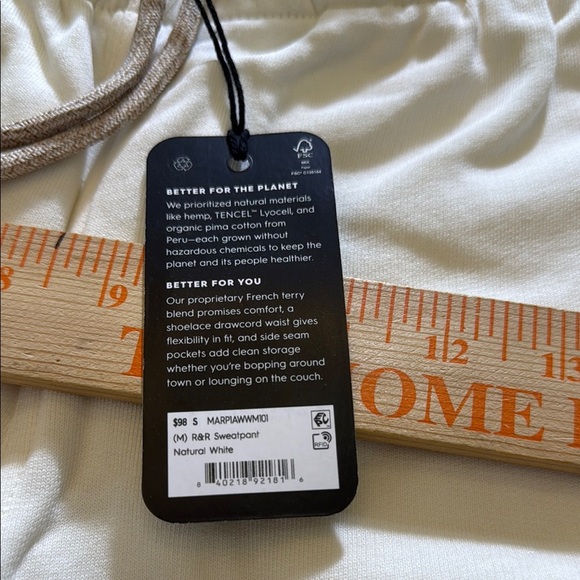 FSC
BETTER FOR THE PLANET
We prioritized natural materials
like hemp, TENCEL™ Lyocell, and
organic pima cotton from
Peru—each grown without
hazardous chemicals to keep the
planet and its people healthier.
BETTER FOR YOU
Our proprietary French terry
blend promises comfort, a
shoelace drawcord waist gives
flexibility in fit, and side seam
pockets add clean storage
whether you're bopping around
town or lounging on the couch.
$98 S MARP1AWWM101
(M) R&R Sweatpant
Natural White
RFID
8 40218 92181 6
8 9 12 13
T OME